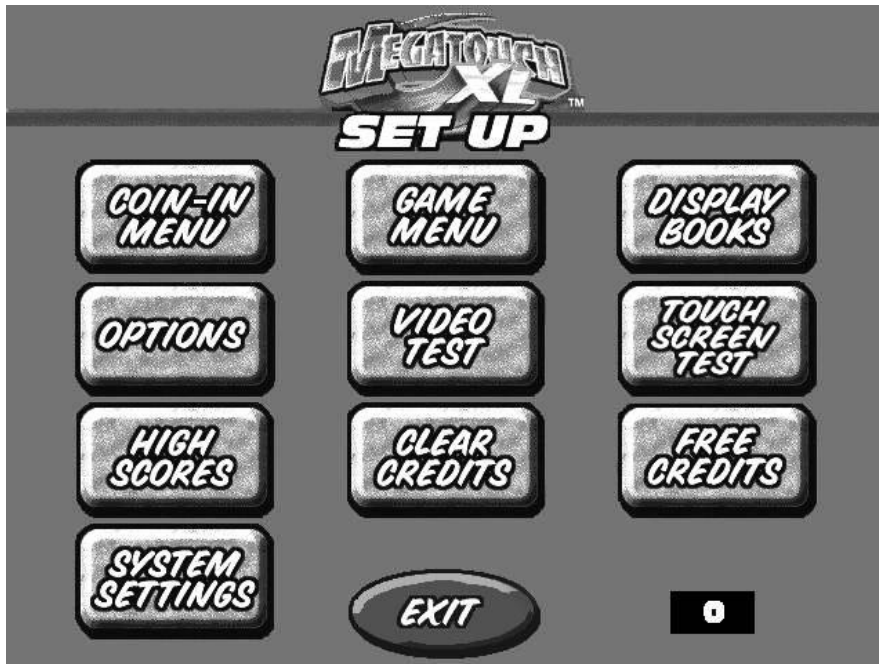 MEGATOUCH
XL ™
SET UP
COIN-IN
MENU
GAME
MENU
DISPLAY
BOOKS
OPTIONS
VIDEO
TEST
TOUCH
SCREEN
TEST
HIGH
SCORES
CLEAR
CREDITS
FREE
CREDITS
SYSTEM
SETTINGS
EXIT
0